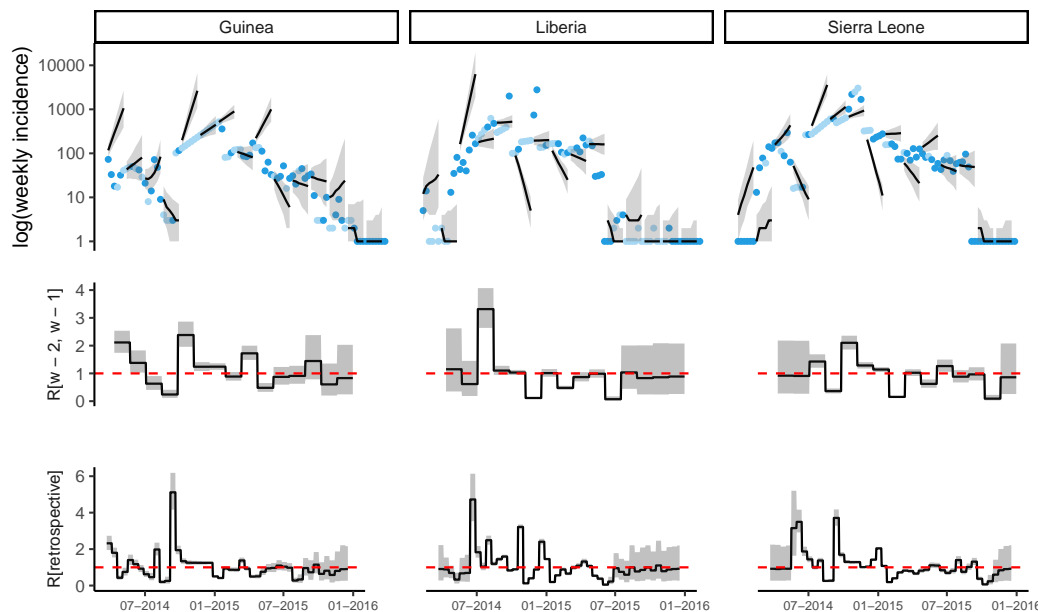 Guinea Liberia Sierra Leone
log(weekly incidence)
10000
1000
100
10
1
R[w − 2, w − 1]
4
3
2
1
0
R[retrospective]
6
4
2
0
07−2014 01−2015 07−2015 01−2016 07−2014 01−2015 07−2015 01−2016 07−2014 01−2015 07−2015 01−2016